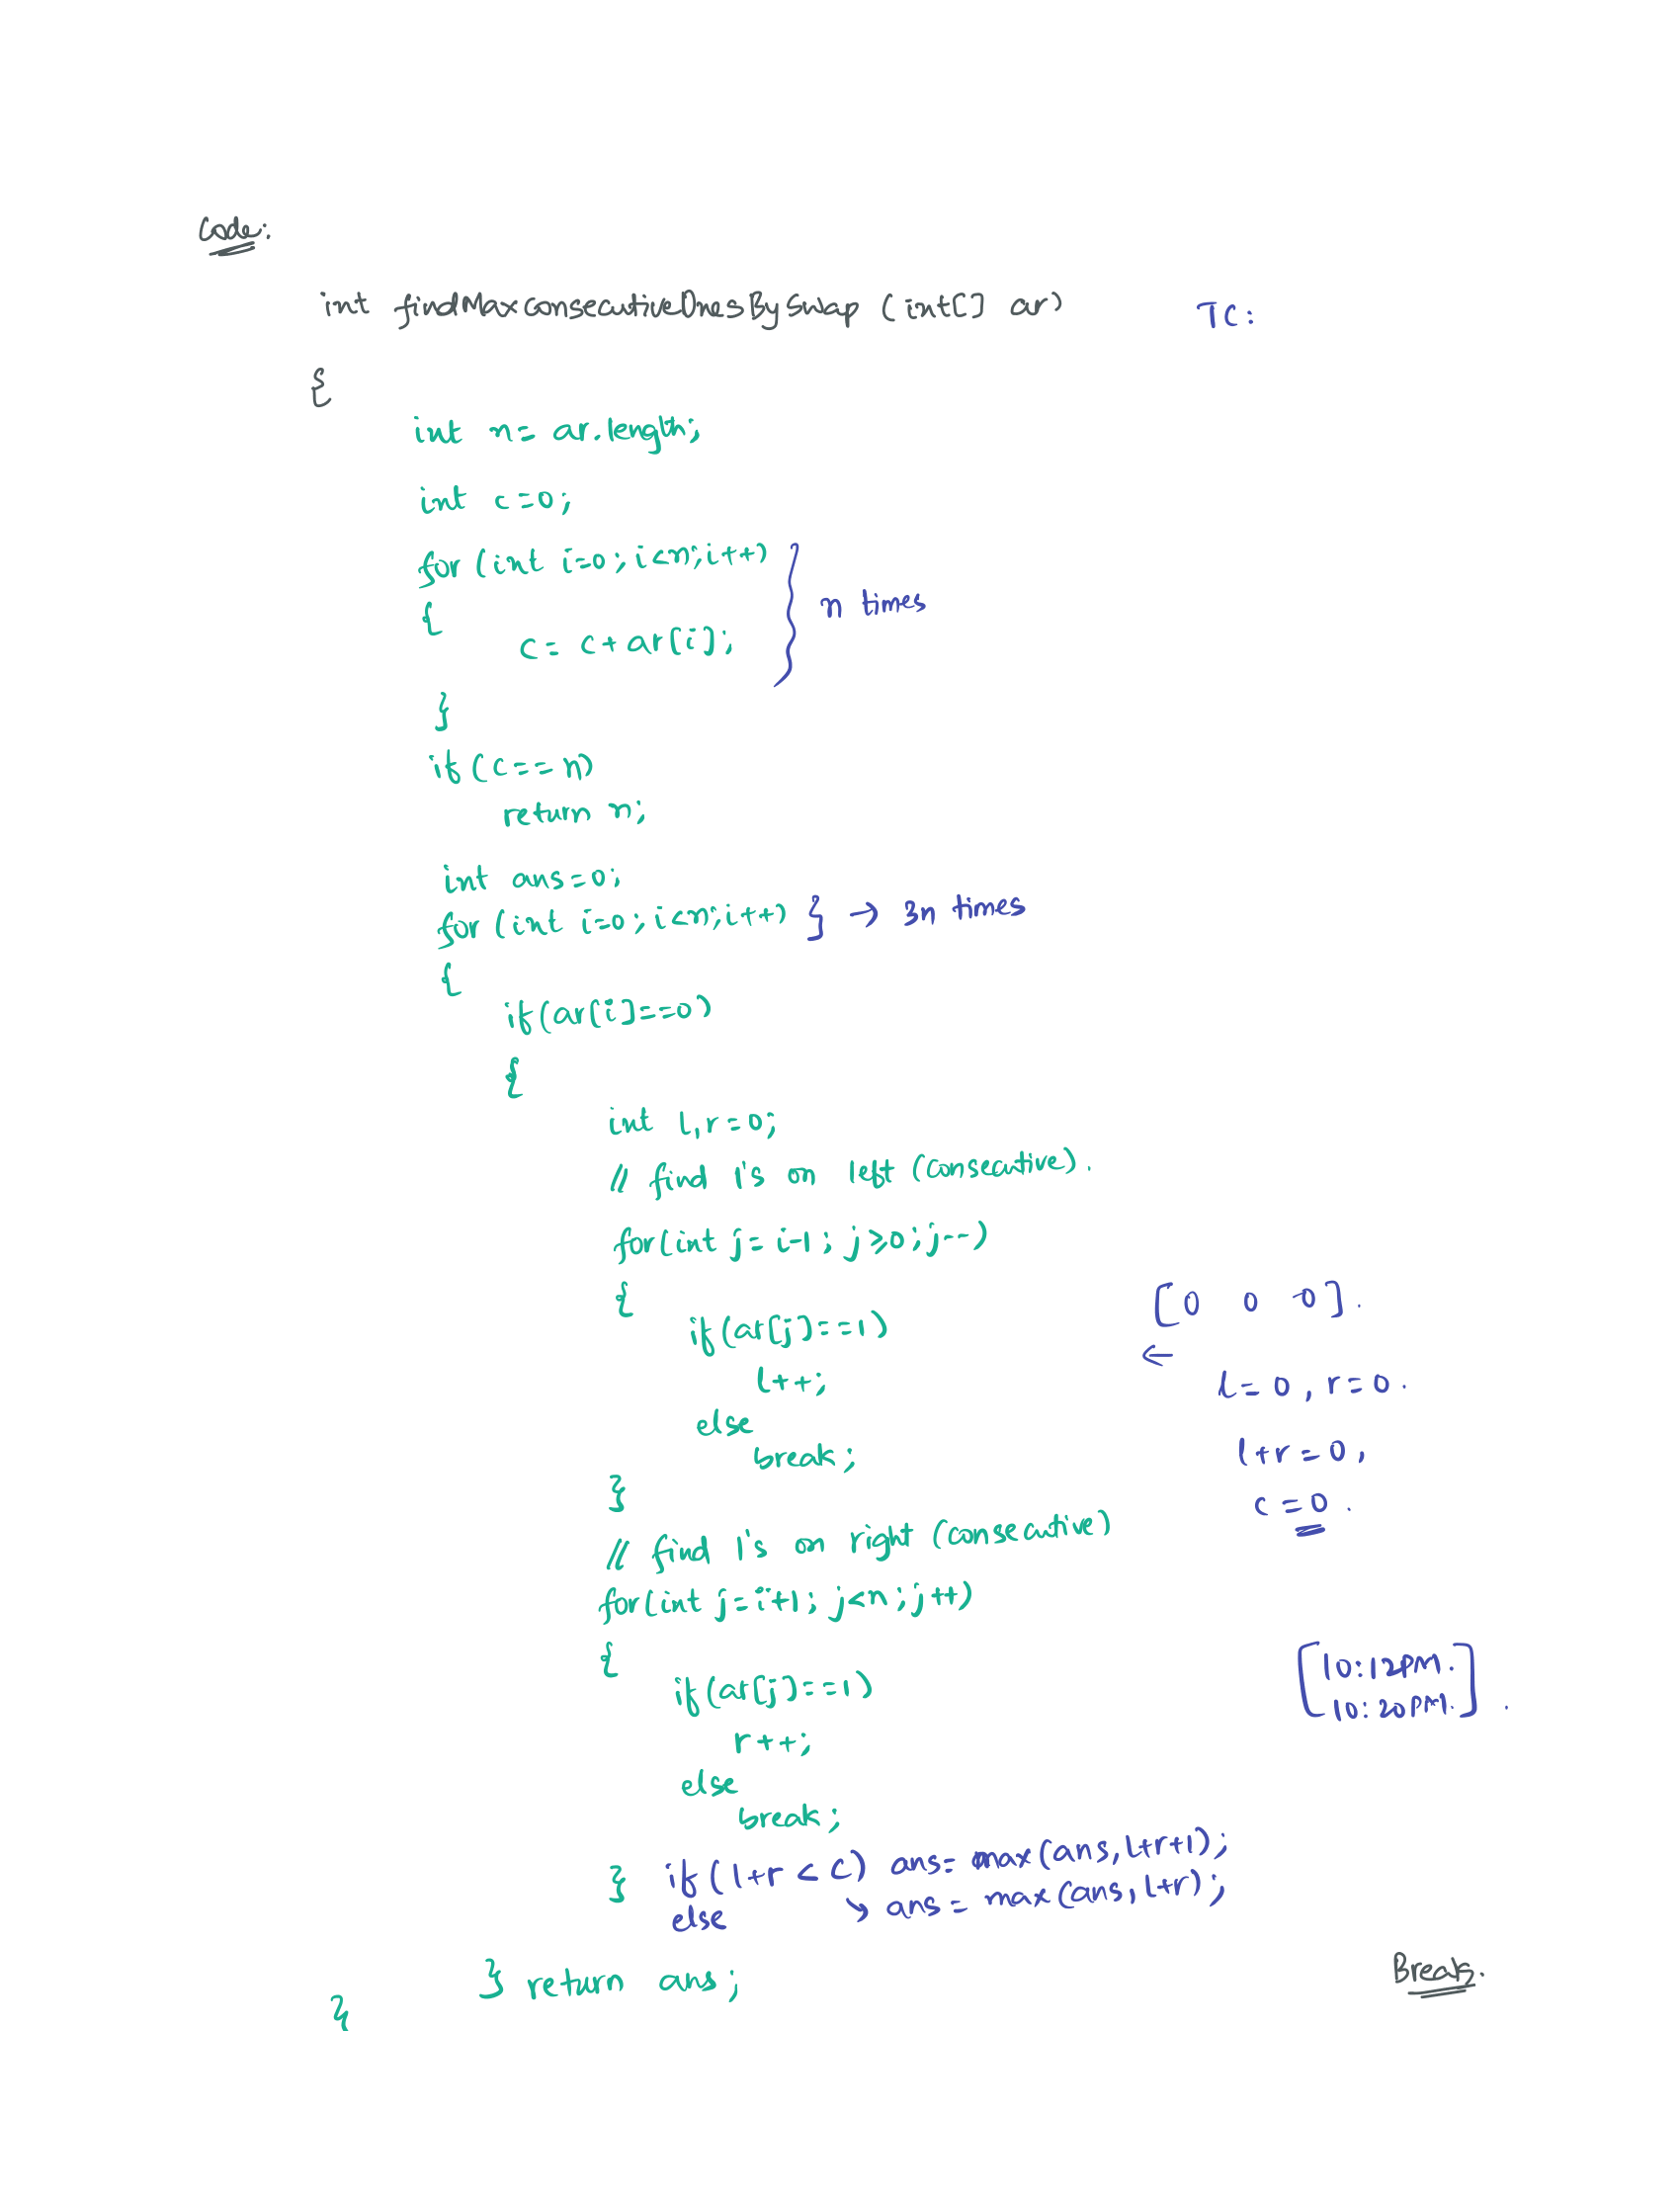 Code:
int findMaxConsecutiveOnesBySwap (int[] ar)
TC:
{
int n= ar.length;
int c=0;
for (int i=0; i<n; i++)
{
n times
c= c+ar[i];
}
if (c==n)
return n;
int ans=0;
for (int i=0; i<n; i++) } → 3n times
{
if(ar[i]==0)
{
int l,r=0;
// find 1's on left (consecutive).
for(int j= i-1; j≥0; j--)
{
[0 0 0].
if(ar[j]==1)
←
l++;
l=0, r=0.
else
break;
l+r=0,
}
c=0.
// find 1's on right (consecutive)
for(int j=i+1; j<n; j++)
{
[10:12PM.
10:20PM.].
if(ar[j]==1)
r++;
else
break;
} if (l+r < c) ans= max(ans, l+r+1);
else ↘ ans= max(ans, l+r);
} return ans;
Break.
}